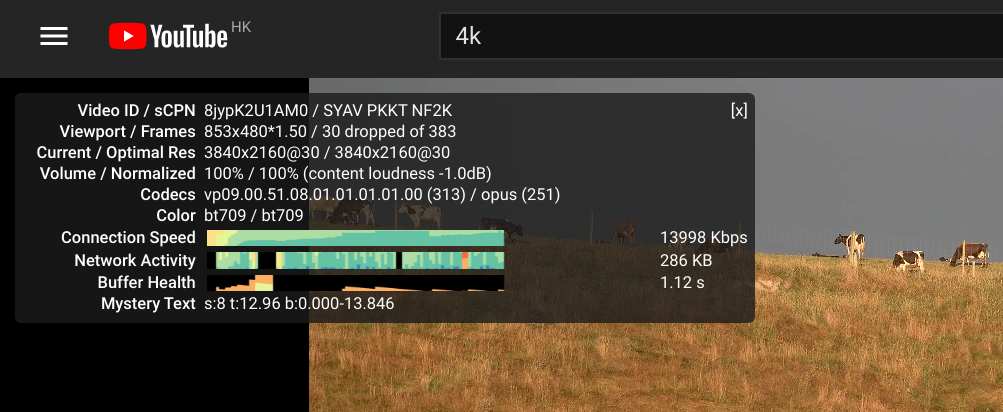 YouTube HK
4k
Video ID / sCPN 8jypK2U1AM0 / SYAV PKKT NF2K [x]
Viewport / Frames 853x480*1.50 / 30 dropped of 383
Current / Optimal Res 3840x2160@30 / 3840x2160@30
Volume / Normalized 100% / 100% (content loudness -1.0dB)
Codecs vp09.00.51.08.01.01.01.01.00 (313) / opus (251)
Color bt709 / bt709
Connection Speed 13998 Kbps
Network Activity 286 KB
Buffer Health 1.12 s
Mystery Text s:8 t:12.96 b:0.000-13.846